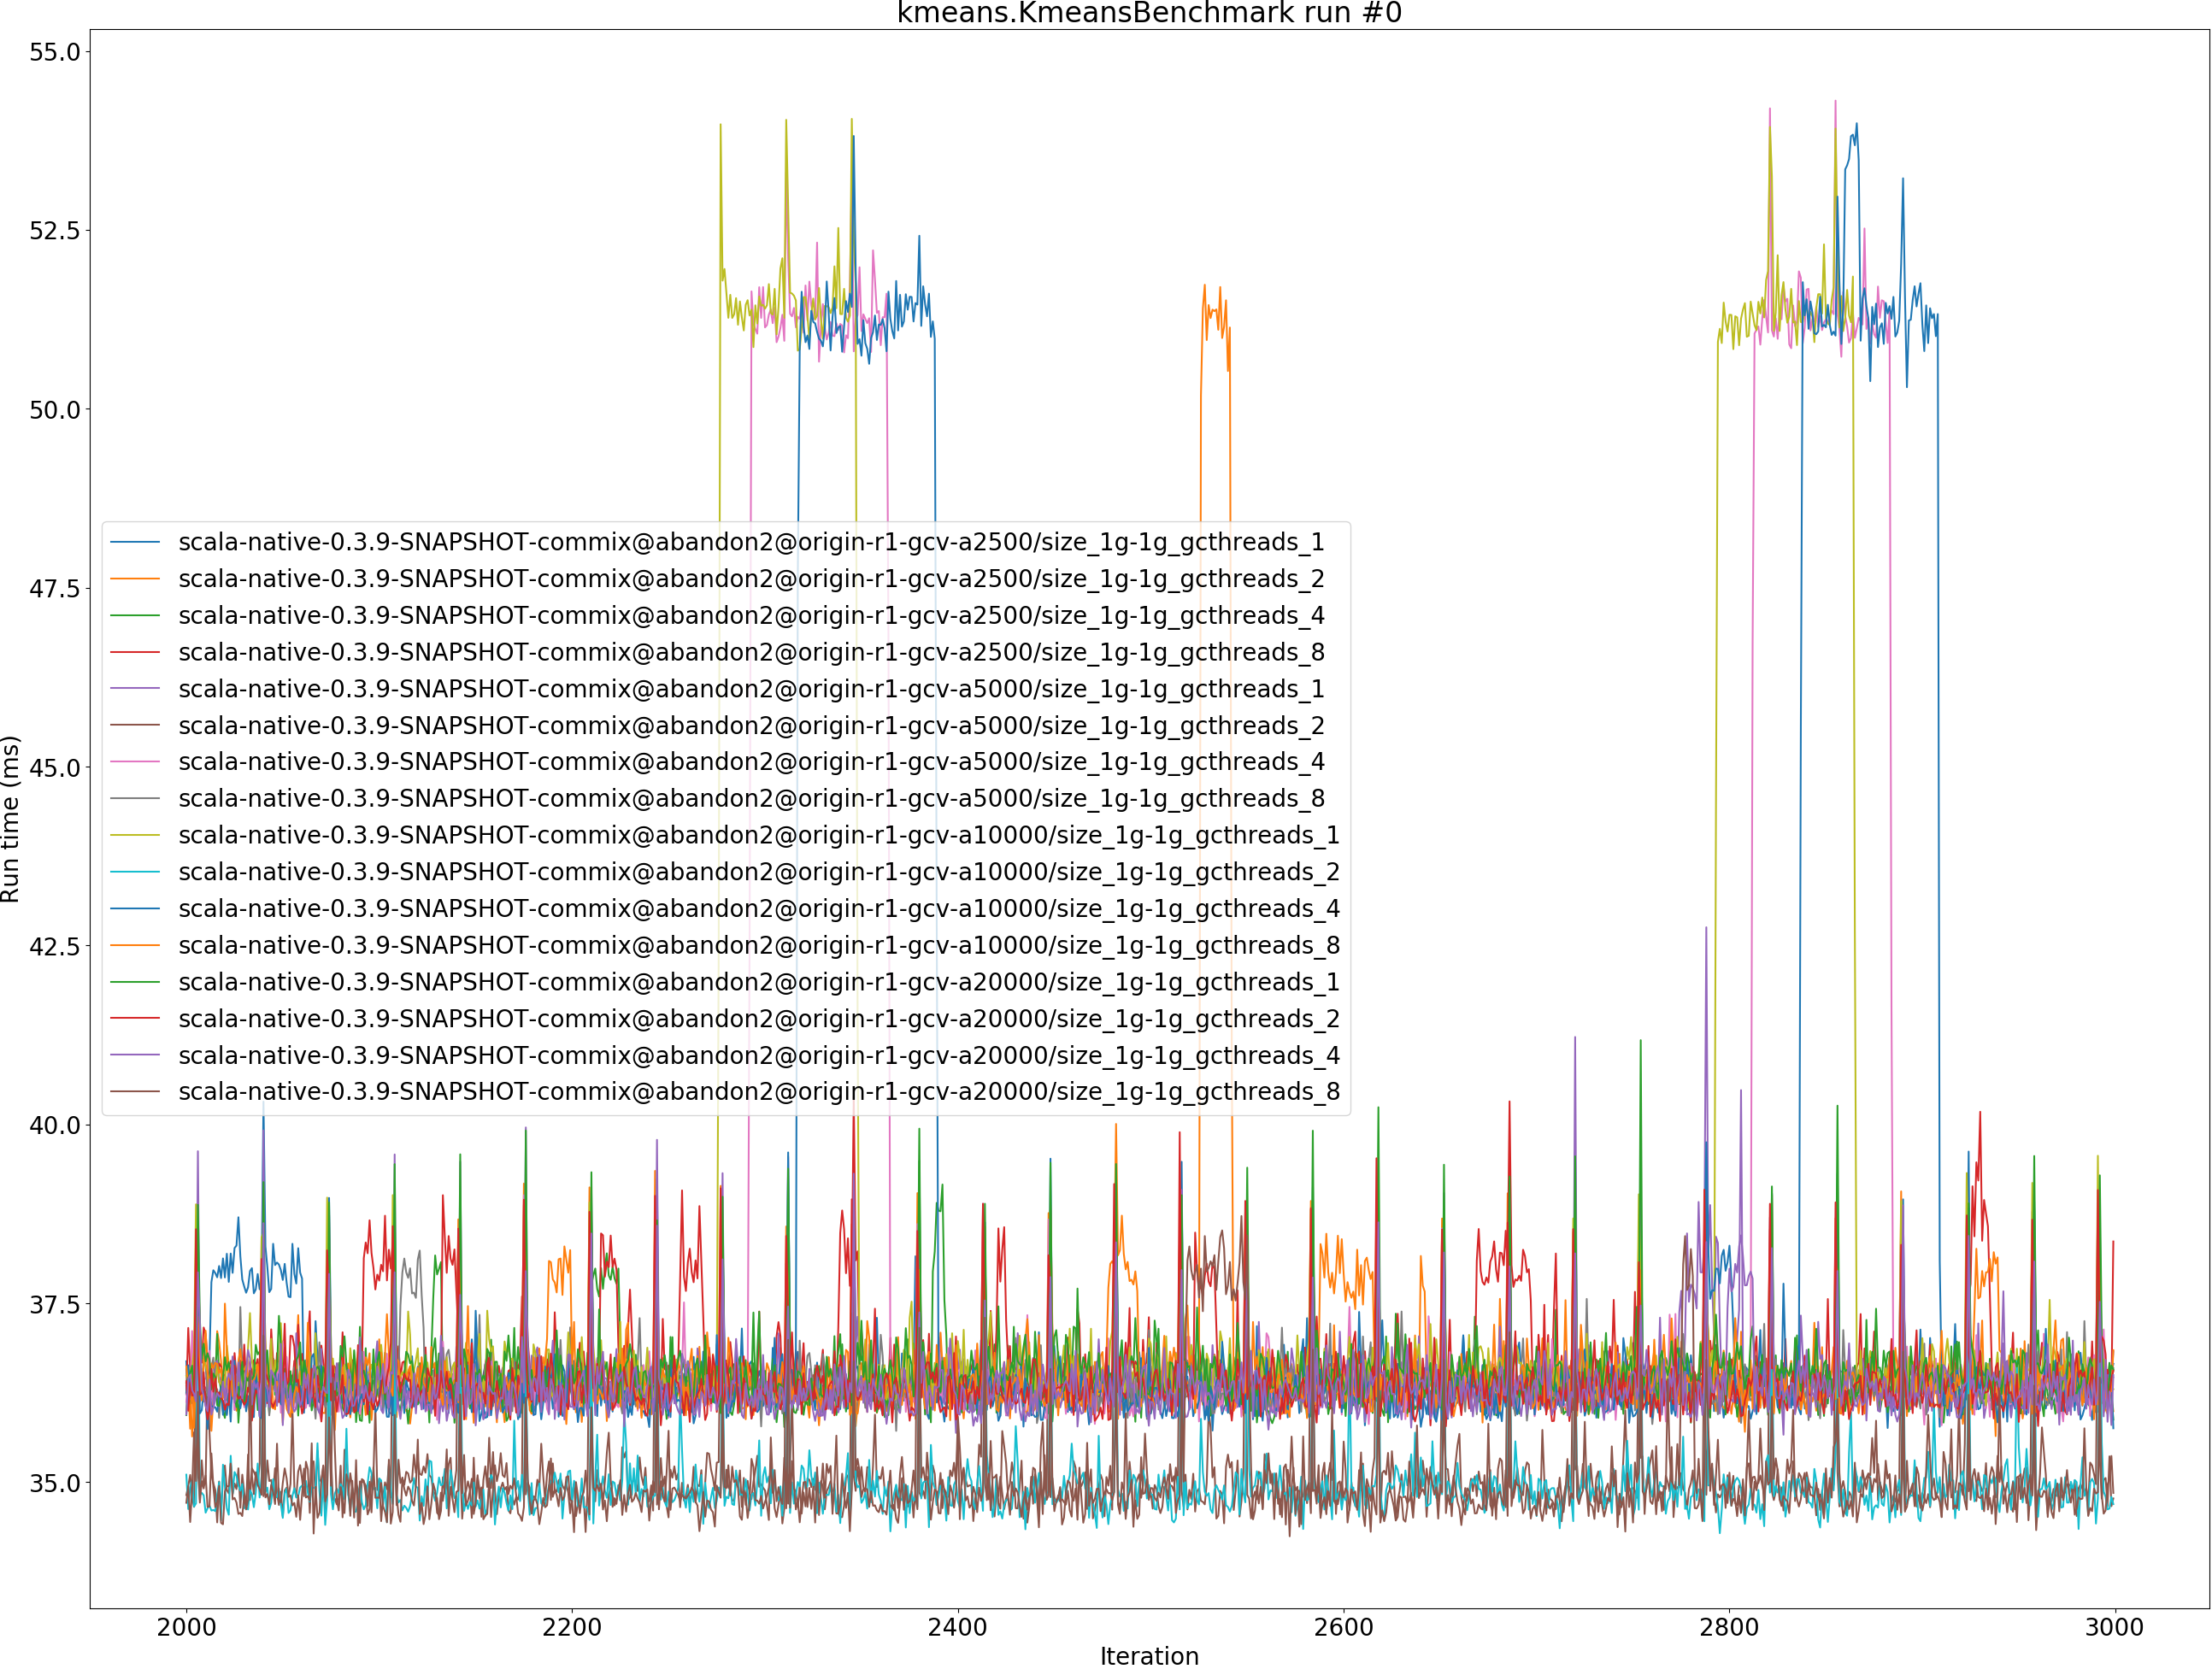 kmeans.KmeansBenchmark run #0
55.0
52.5
50.0
47.5
45.0
42.5
40.0
37.5
35.0
Run time (ms)
scala-native-0.3.9-SNAPSHOT-commix@abandon2@origin-r1-gcv-a2500/size_1g-1g_gcthreads_1
scala-native-0.3.9-SNAPSHOT-commix@abandon2@origin-r1-gcv-a2500/size_1g-1g_gcthreads_2
scala-native-0.3.9-SNAPSHOT-commix@abandon2@origin-r1-gcv-a2500/size_1g-1g_gcthreads_4
scala-native-0.3.9-SNAPSHOT-commix@abandon2@origin-r1-gcv-a2500/size_1g-1g_gcthreads_8
scala-native-0.3.9-SNAPSHOT-commix@abandon2@origin-r1-gcv-a5000/size_1g-1g_gcthreads_1
scala-native-0.3.9-SNAPSHOT-commix@abandon2@origin-r1-gcv-a5000/size_1g-1g_gcthreads_2
scala-native-0.3.9-SNAPSHOT-commix@abandon2@origin-r1-gcv-a5000/size_1g-1g_gcthreads_4
scala-native-0.3.9-SNAPSHOT-commix@abandon2@origin-r1-gcv-a5000/size_1g-1g_gcthreads_8
scala-native-0.3.9-SNAPSHOT-commix@abandon2@origin-r1-gcv-a10000/size_1g-1g_gcthreads_1
scala-native-0.3.9-SNAPSHOT-commix@abandon2@origin-r1-gcv-a10000/size_1g-1g_gcthreads_2
scala-native-0.3.9-SNAPSHOT-commix@abandon2@origin-r1-gcv-a10000/size_1g-1g_gcthreads_4
scala-native-0.3.9-SNAPSHOT-commix@abandon2@origin-r1-gcv-a10000/size_1g-1g_gcthreads_8
scala-native-0.3.9-SNAPSHOT-commix@abandon2@origin-r1-gcv-a20000/size_1g-1g_gcthreads_1
scala-native-0.3.9-SNAPSHOT-commix@abandon2@origin-r1-gcv-a20000/size_1g-1g_gcthreads_2
scala-native-0.3.9-SNAPSHOT-commix@abandon2@origin-r1-gcv-a20000/size_1g-1g_gcthreads_4
scala-native-0.3.9-SNAPSHOT-commix@abandon2@origin-r1-gcv-a20000/size_1g-1g_gcthreads_8
2000 2200 2400 2600 2800 3000
Iteration